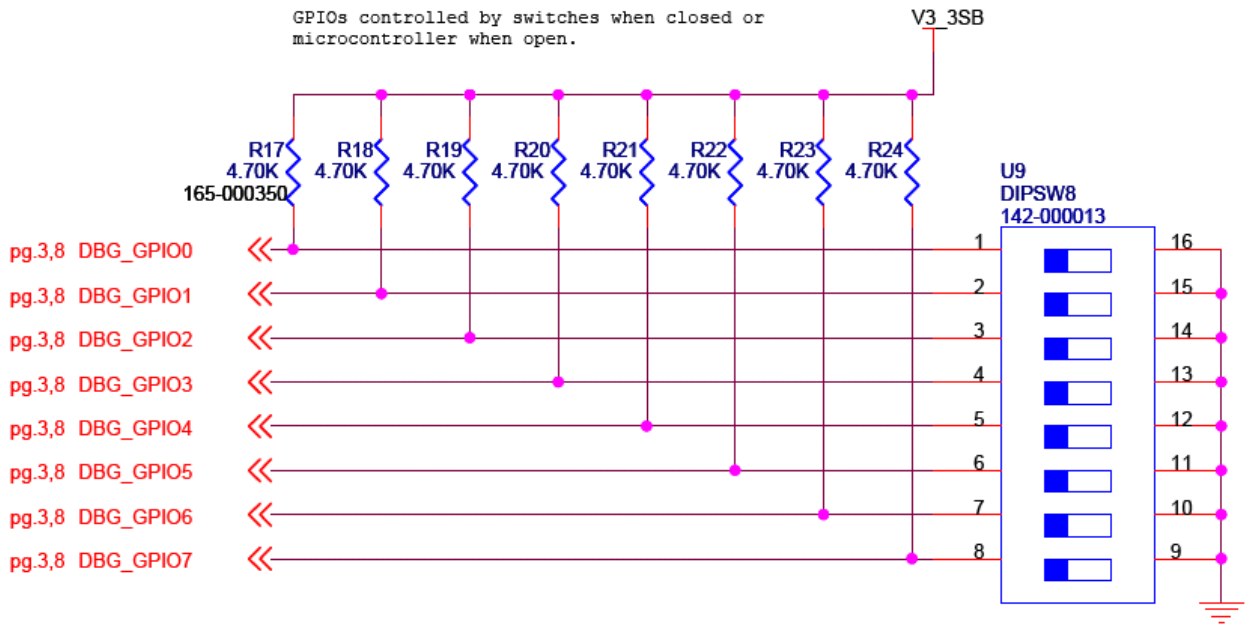 GPIOs controlled by switches when closed or
microcontroller when open.
V3_3SB
R17 R18 R19 R20 R21 R22 R23 R24
4.70K 4.70K 4.70K 4.70K 4.70K 4.70K 4.70K 4.70K
165-000350
U9
DIPSW8
142-000013
pg.3,8 DBG_GPIO0 1 16
pg.3,8 DBG_GPIO1 2 15
pg.3,8 DBG_GPIO2 3 14
pg.3,8 DBG_GPIO3 4 13
pg.3,8 DBG_GPIO4 5 12
pg.3,8 DBG_GPIO5 6 11
pg.3,8 DBG_GPIO6 7 10
pg.3,8 DBG_GPIO7 8 9